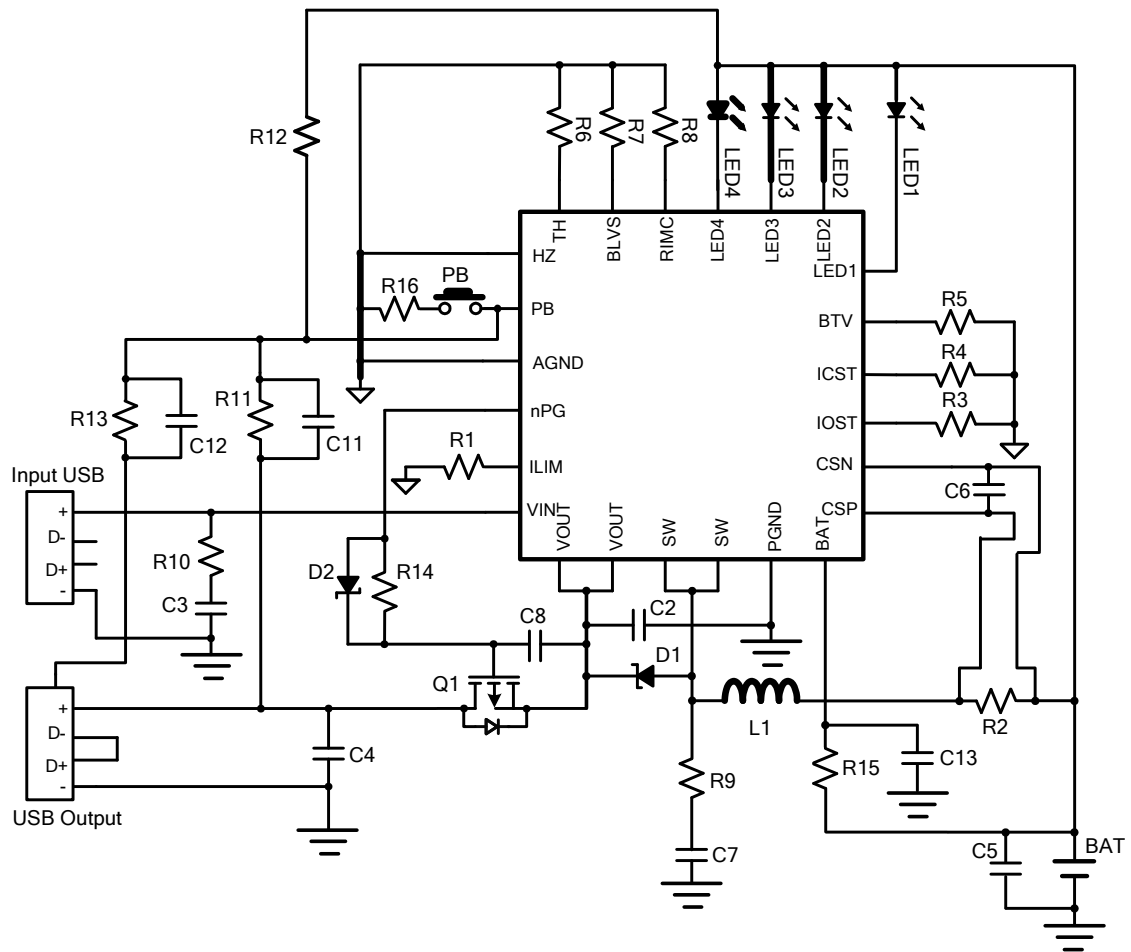 R12
R6
R7
R8
LED4
LED3
LED2
LED1
TH
BLVS
RIMC
LED4
LED3
LED2
LED1
HZ
PB
R16
PB
AGND
BTV
R5
ICST
R4
IOST
R3
nPG
R13
C12
R11
C11
R1
ILIM
CSN
C6
CSP
Input USB
+
D-
D+
-
VIN
VOUT
VOUT
SW
SW
PGND
BAT
R10
C3
D2
R14
C8
C2
D1
Q1
L1
R2
+
D-
D+
-
USB Output
C4
R9
R15
C13
C7
C5
BAT